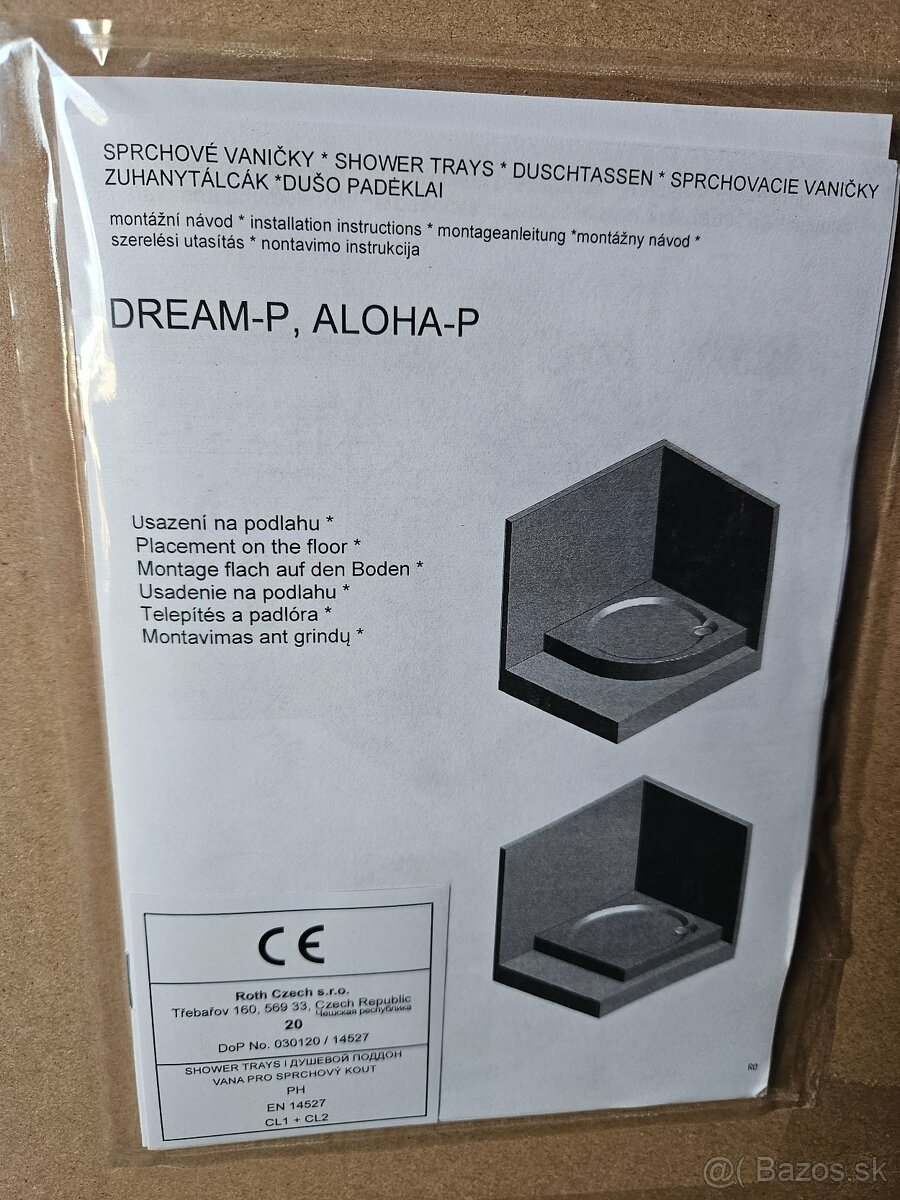 SPRCHOVÉ VANIČKY * SHOWER TRAYS * DUSCHTASSEN * SPRCHOVACIE VANIČKY
ZUHANYTÁLCÁK *DUŠO PADĖKLAI
montážní návod * installation instructions * montageanleitung *montážny návod *
szerelési utasítás * nontavimo instrukcija
DREAM-P, ALOHA-P
Usazení na podlahu *
Placement on the floor *
Montage flach auf den Boden *
Usadenie na podlahu *
Telepítés a padlóra *
Montavimas ant grindų *
CE
Roth Czech s.r.o.
Třebařov 160, 569 33, Czech Republic
Чешская республика
20
DoP No. 030120 / 14527
SHOWER TRAYS i ДУШЕВОЙ ПОДДОН
VANA PRO SPRCHOVÝ KOUT
PH
EN 14527
CL1 + CL2
R0
@( Bazos.sk